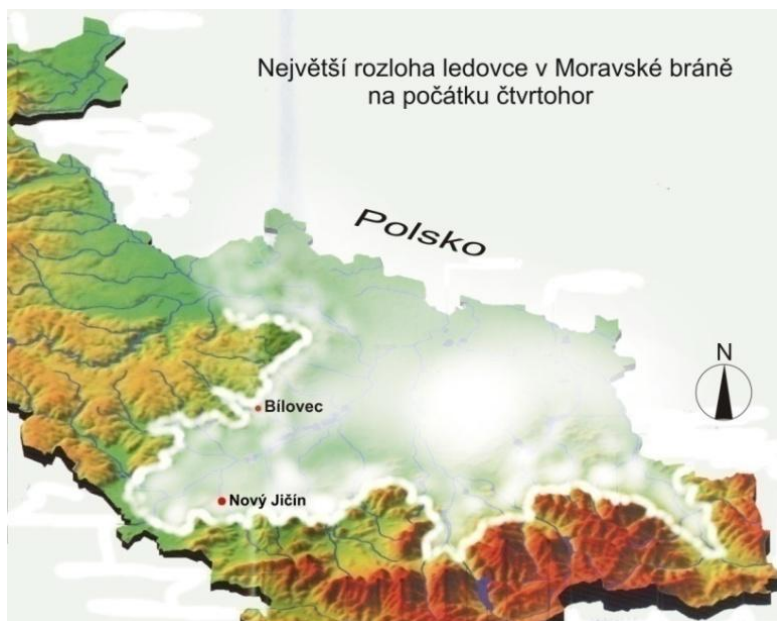 Největší rozloha ledovce v Moravské bráně
na počátku čtvrtohor
Polsko
N
Bílovec
Nový Jičín